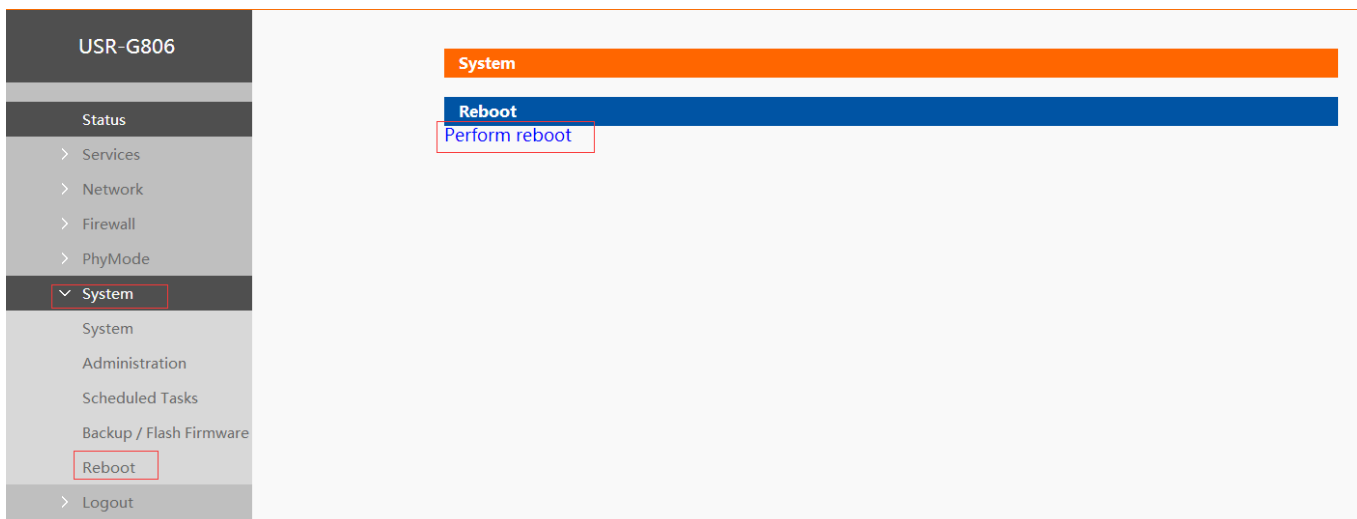 USR-G806
Status
Services
Network
Firewall
PhyMode
System
System
Administration
Scheduled Tasks
Backup / Flash Firmware
Reboot
Logout
System
Reboot
Perform reboot